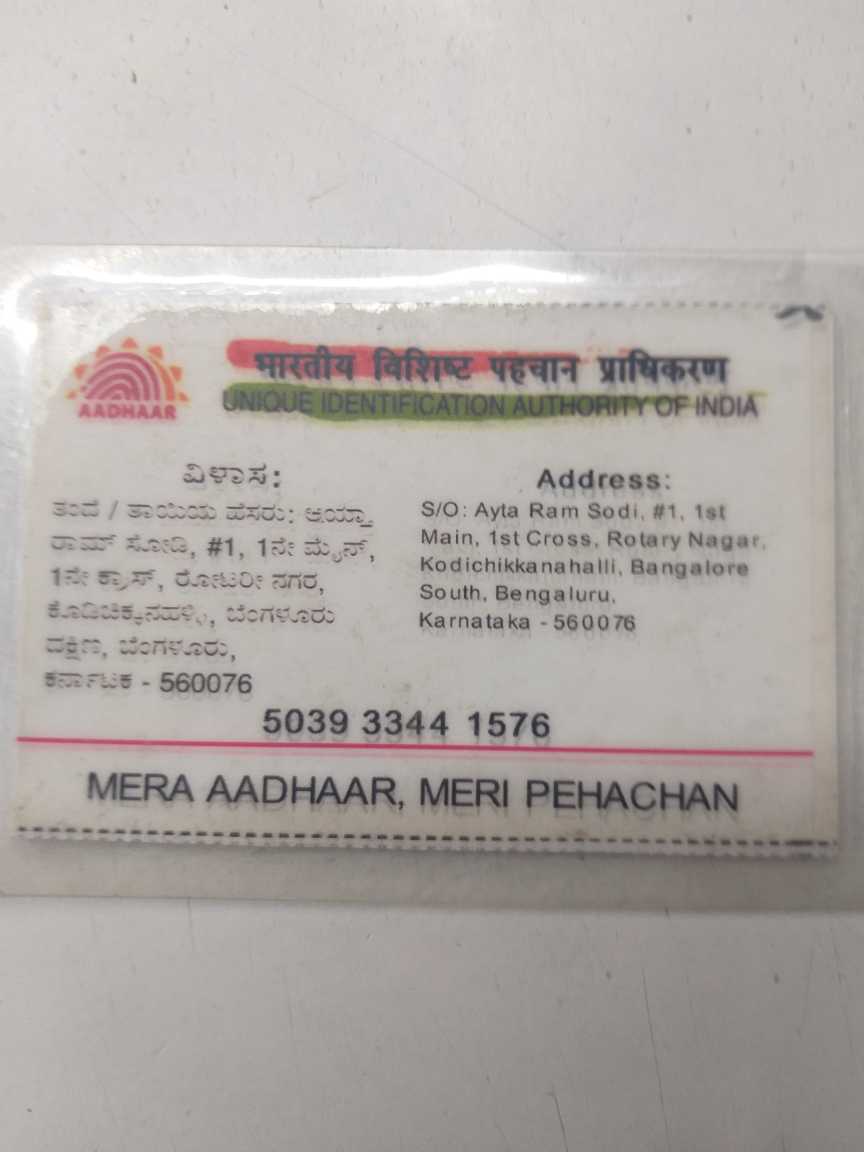 AADHAAR
भारतीय विशिष्ट पहचान प्राधिकरण
UNIQUE IDENTIFICATION AUTHORITY OF INDIA
ವಿಳಾಸ:
ತಂದೆ / ತಾಯಿಯ ಹೆಸರು: ಆಯ್ತಾ
ರಾಮ್ ಸೋಡಿ, #1, 1ನೇ ಮೈನ್,
1ನೇ ಕ್ರಾಸ್, ರೋಟರೀ ನಗರ,
ಕೊಡಿಚಿಕ್ಕನಹಳ್ಳಿ, ಬೆಂಗಳೂರು
ದಕ್ಷಿಣ, ಬೆಂಗಳೂರು,
ಕರ್ನಾಟಕ - 560076
Address:
S/O: Ayta Ram Sodi, #1, 1st
Main, 1st Cross, Rotary Nagar,
Kodichikkanahalli, Bangalore
South, Bengaluru,
Karnataka - 560076
5039 3344 1576
MERA AADHAAR, MERI PEHACHAN